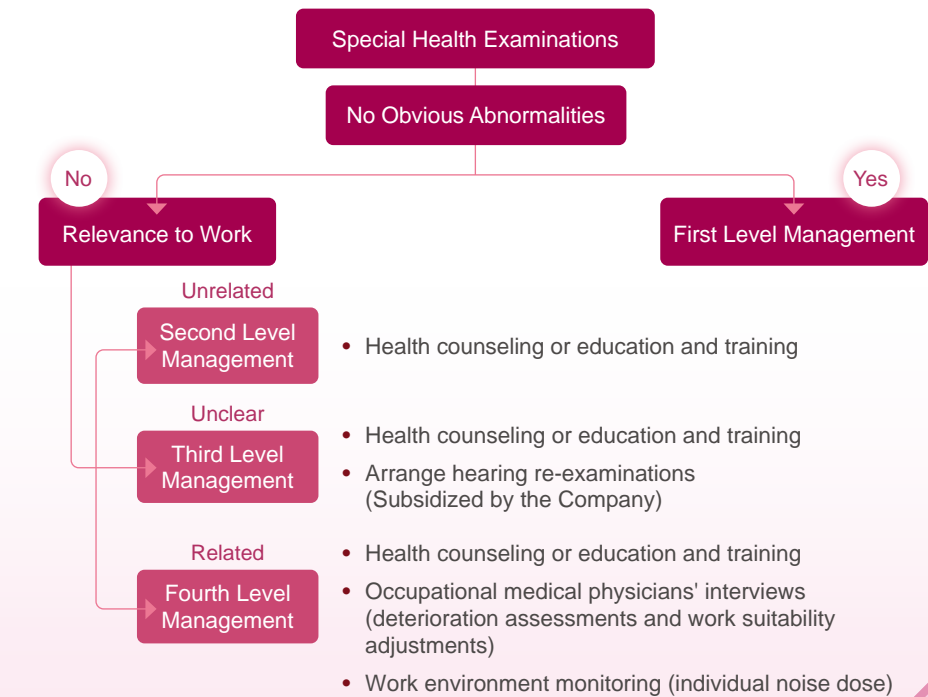 Special Health Examinations
No Obvious Abnormalities
No
Yes
Relevance to Work
First Level Management
Unrelated
Second Level
Management
• Health counseling or education and training
Unclear
Third Level
Management
• Health counseling or education and training
• Arrange hearing re-examinations
(Subsidized by the Company)
Related
Fourth Level
Management
• Health counseling or education and training
• Occupational medical physicians' interviews
(deterioration assessments and work suitability
adjustments)
• Work environment monitoring (individual noise dose)